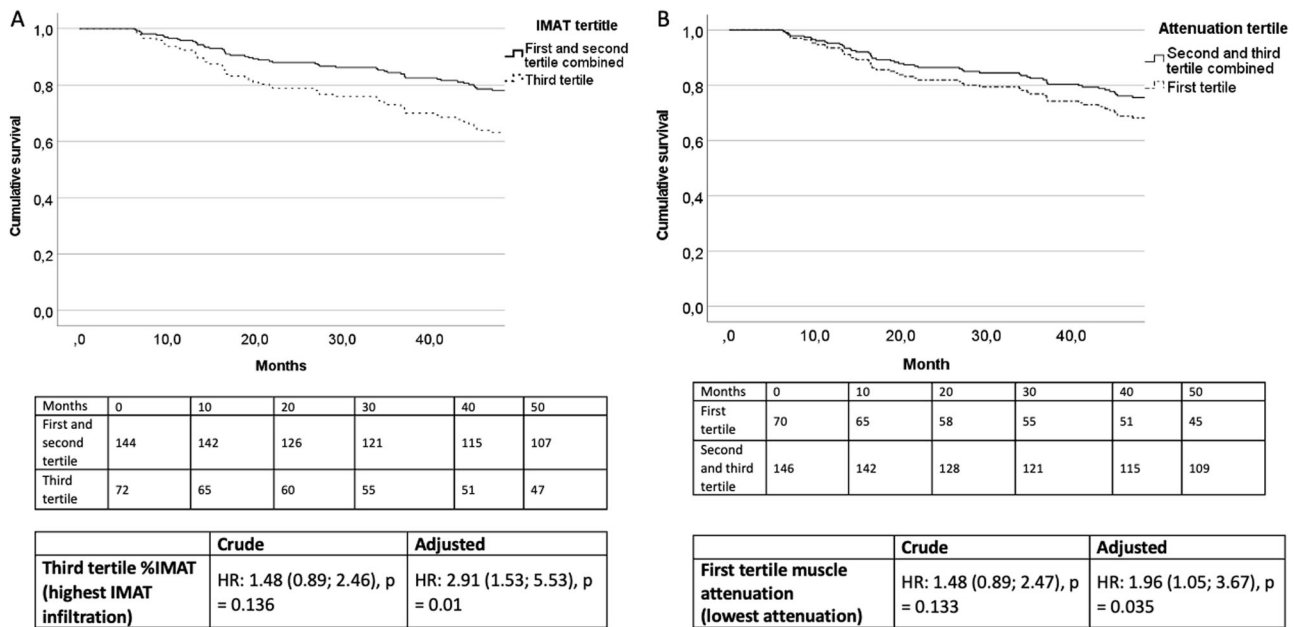 A
IMAT tertitle
First and second
tertile combined
Third tertile
Cumulative survival
1,0
0,8
0,6
0,4
0,2
0,0
,0 10,0 20,0 30,0 40,0
Months
Months 0 10 20 30 40 50
First and
second
tertile
144 142 126 121 115 107
Third
tertile
72 65 60 55 51 47
Crude Adjusted
Third tertile %IMAT
(highest IMAT
infiltration)
HR: 1.48 (0.89; 2.46), p
= 0.136
HR: 2.91 (1.53; 5.53), p
= 0.01
B
Attenuation tertile
Second and third
tertile combined
First tertile
Cumulative survival
1,0
0,8
0,6
0,4
0,2
0,0
,0 10,0 20,0 30,0 40,0
Month
Months 0 10 20 30 40 50
First
tertile
70 65 58 55 51 45
Second
and third
tertile
146 142 128 121 115 109
Crude Adjusted
First tertile muscle
attenuation
(lowest attenuation)
HR: 1.48 (0.89; 2.47), p
= 0.133
HR: 1.96 (1.05; 3.67), p
= 0.035